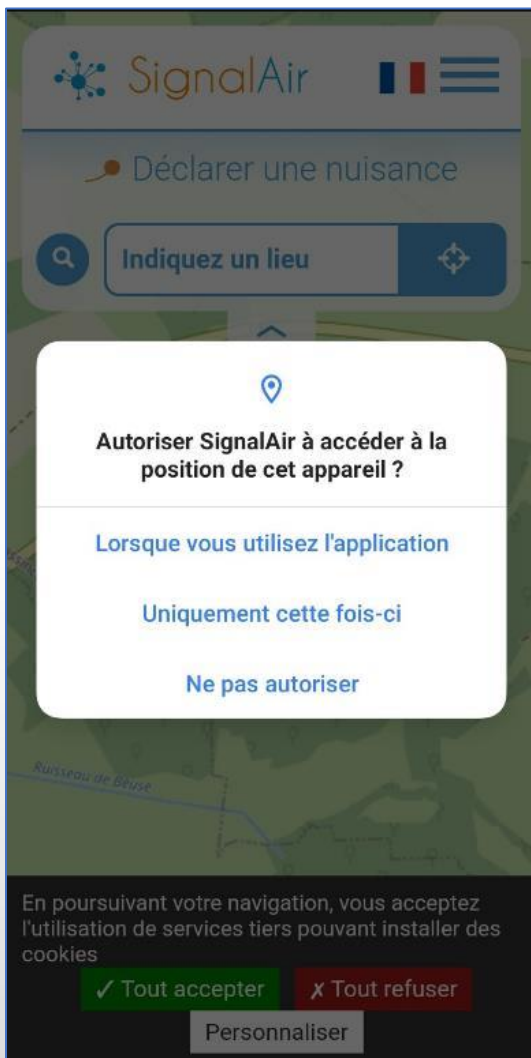 SignalAir
Déclarer une nuisance
Indiquez un lieu
Autoriser SignalAir à accéder à la
position de cet appareil ?
Lorsque vous utilisez l'application
Uniquement cette fois-ci
Ne pas autoriser
Ruisseau de Beuse
En poursuivant votre navigation, vous acceptez
l'utilisation de services tiers pouvant installer des
cookies
✓ Tout accepter ✗ Tout refuser
Personnaliser